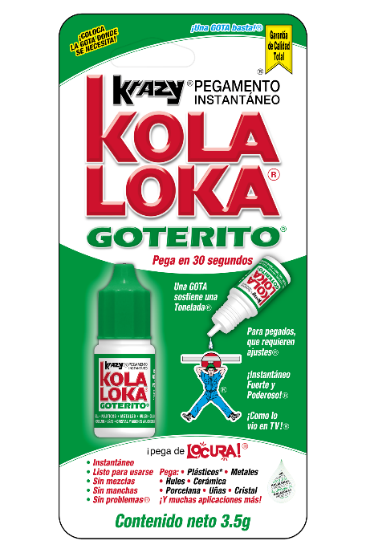 ¡COLOCA
LA GOTA DONDE
SE NECESITA!
¡Una GOTA basta!®
Garantía
de Calidad
Total
Krazy® PEGAMENTO
INSTANTÁNEO
®
KOLA
LOKA®
GOTERITO®
Pega en 30 segundos
Una GOTA
sostiene una
Tonelada®
KRAZY
KOLA
LOKA
Para pegados,
que requieren
ajustes®
¡Instantáneo
Fuerte y
Poderoso!®
¡Como lo
vio en TV!®
KRAZY
KOLA
LOKA®
GOTERITO®
¡pega de LOCURA!®
• Instantáneo
• Listo para usarse
• Sin mezclas
• Sin manchas
• Sin problemas®
Pega: • Plásticos* • Metales
• Hules • Cerámica
• Porcelana • Uñas • Cristal
¡Y muchas aplicaciones más!
Contenido neto 3.5g